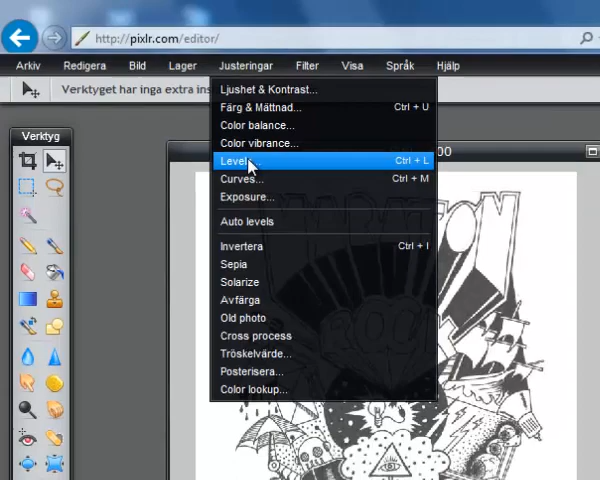 http://pixlr.com/editor/
Arkiv Redigera Bild Lager Justeringar Filter Visa Språk Hjälp
Verktyget har inga extra ins
Verktyg
Ljushet & Kontrast...
Färg & Mättnad... Ctrl + U
Color balance...
Color vibrance...
Levels... Ctrl + L
Curves... Ctrl + M
Exposure...
Auto levels
Invertera Ctrl + I
Sepia
Solarize
Avfärga
Old photo
Cross process
Tröskelvärde...
Posterisera...
Color lookup...
00